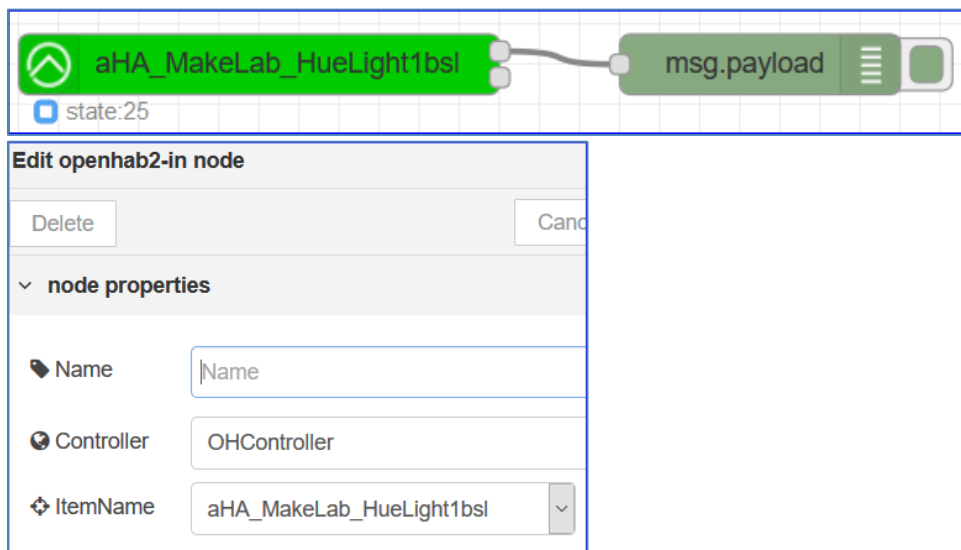 aHA_MakeLab_HueLight1bsl msg.payload
state:25
Edit openhab2-in node
Delete Canc
node properties
Name Name
Controller OHController
ItemName aHA_MakeLab_HueLight1bsl